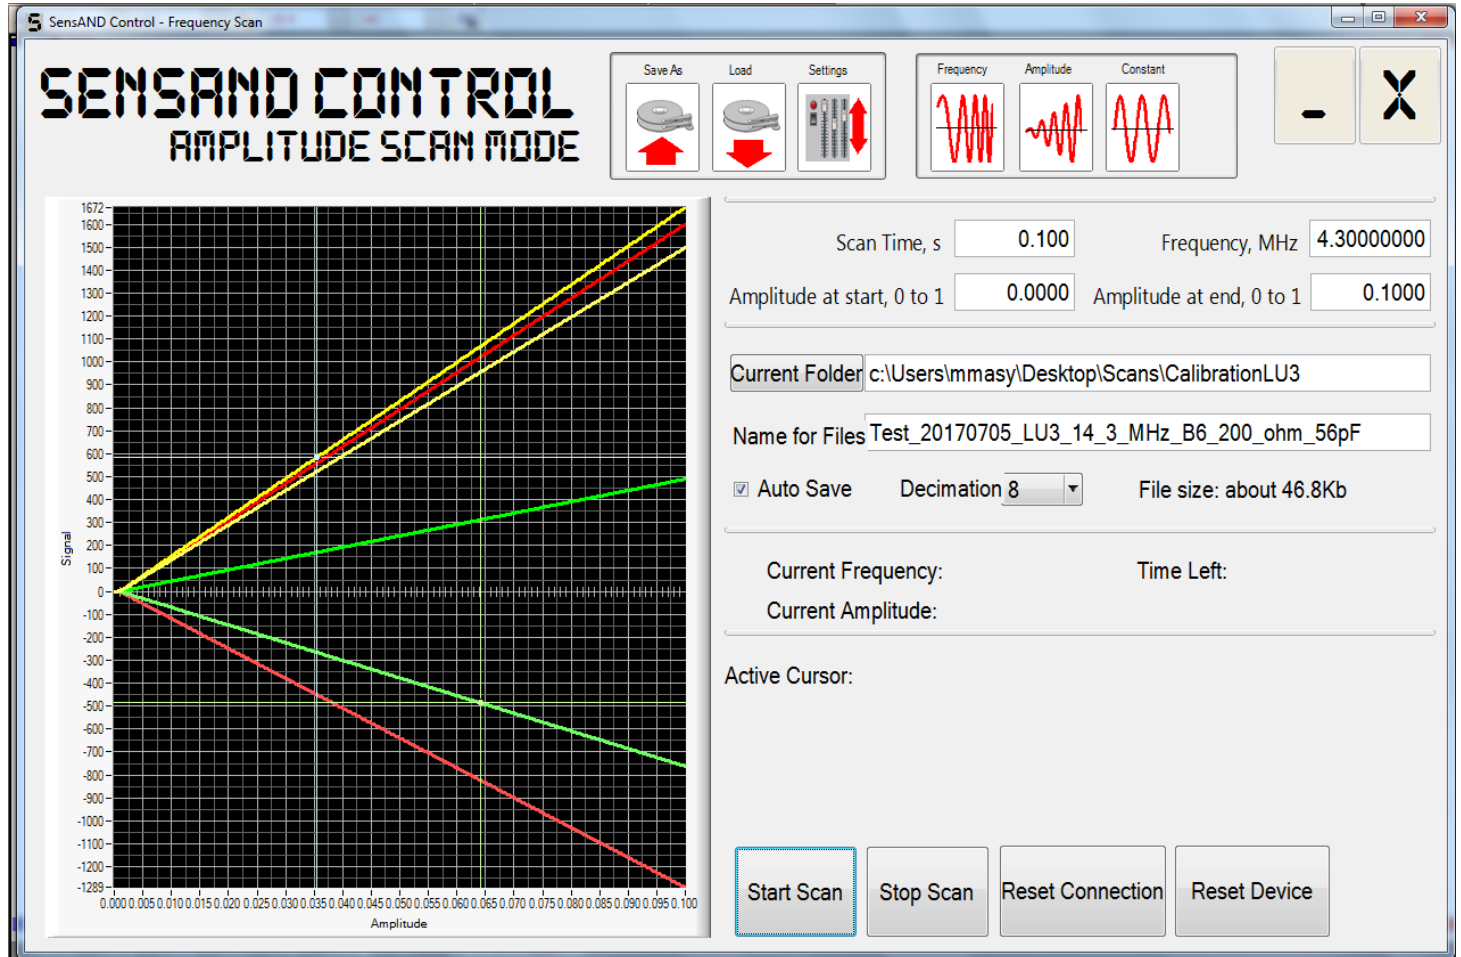 SensAND Control - Frequency Scan
SENSAND CONTROL
AMPLITUDE SCAN MODE
Save As Load Settings
Frequency Amplitude Constant
- X
1672
1600
1500
1400
1300
1200
1100
1000
900
800
700
600
500
400
300
200
100
0
-100
-200
-300
-400
-500
-600
-700
-800
-900
-1000
-1100
-1200
-1289
Signal
0.000 0.005 0.010 0.015 0.020 0.025 0.030 0.035 0.040 0.045 0.050 0.055 0.060 0.065 0.070 0.075 0.080 0.085 0.090 0.095 0.100
Amplitude
Scan Time, s 0.100 Frequency, MHz 4.30000000
Amplitude at start, 0 to 1 0.0000 Amplitude at end, 0 to 1 0.1000
Current Folder c:\Users\mmasy\Desktop\Scans\CalibrationLU3
Name for Files Test_20170705_LU3_14_3_MHz_B6_200_ohm_56pF
Auto Save Decimation 8 File size: about 46.8Kb
Current Frequency: Time Left:
Current Amplitude:
Active Cursor:
Start Scan Stop Scan Reset Connection Reset Device